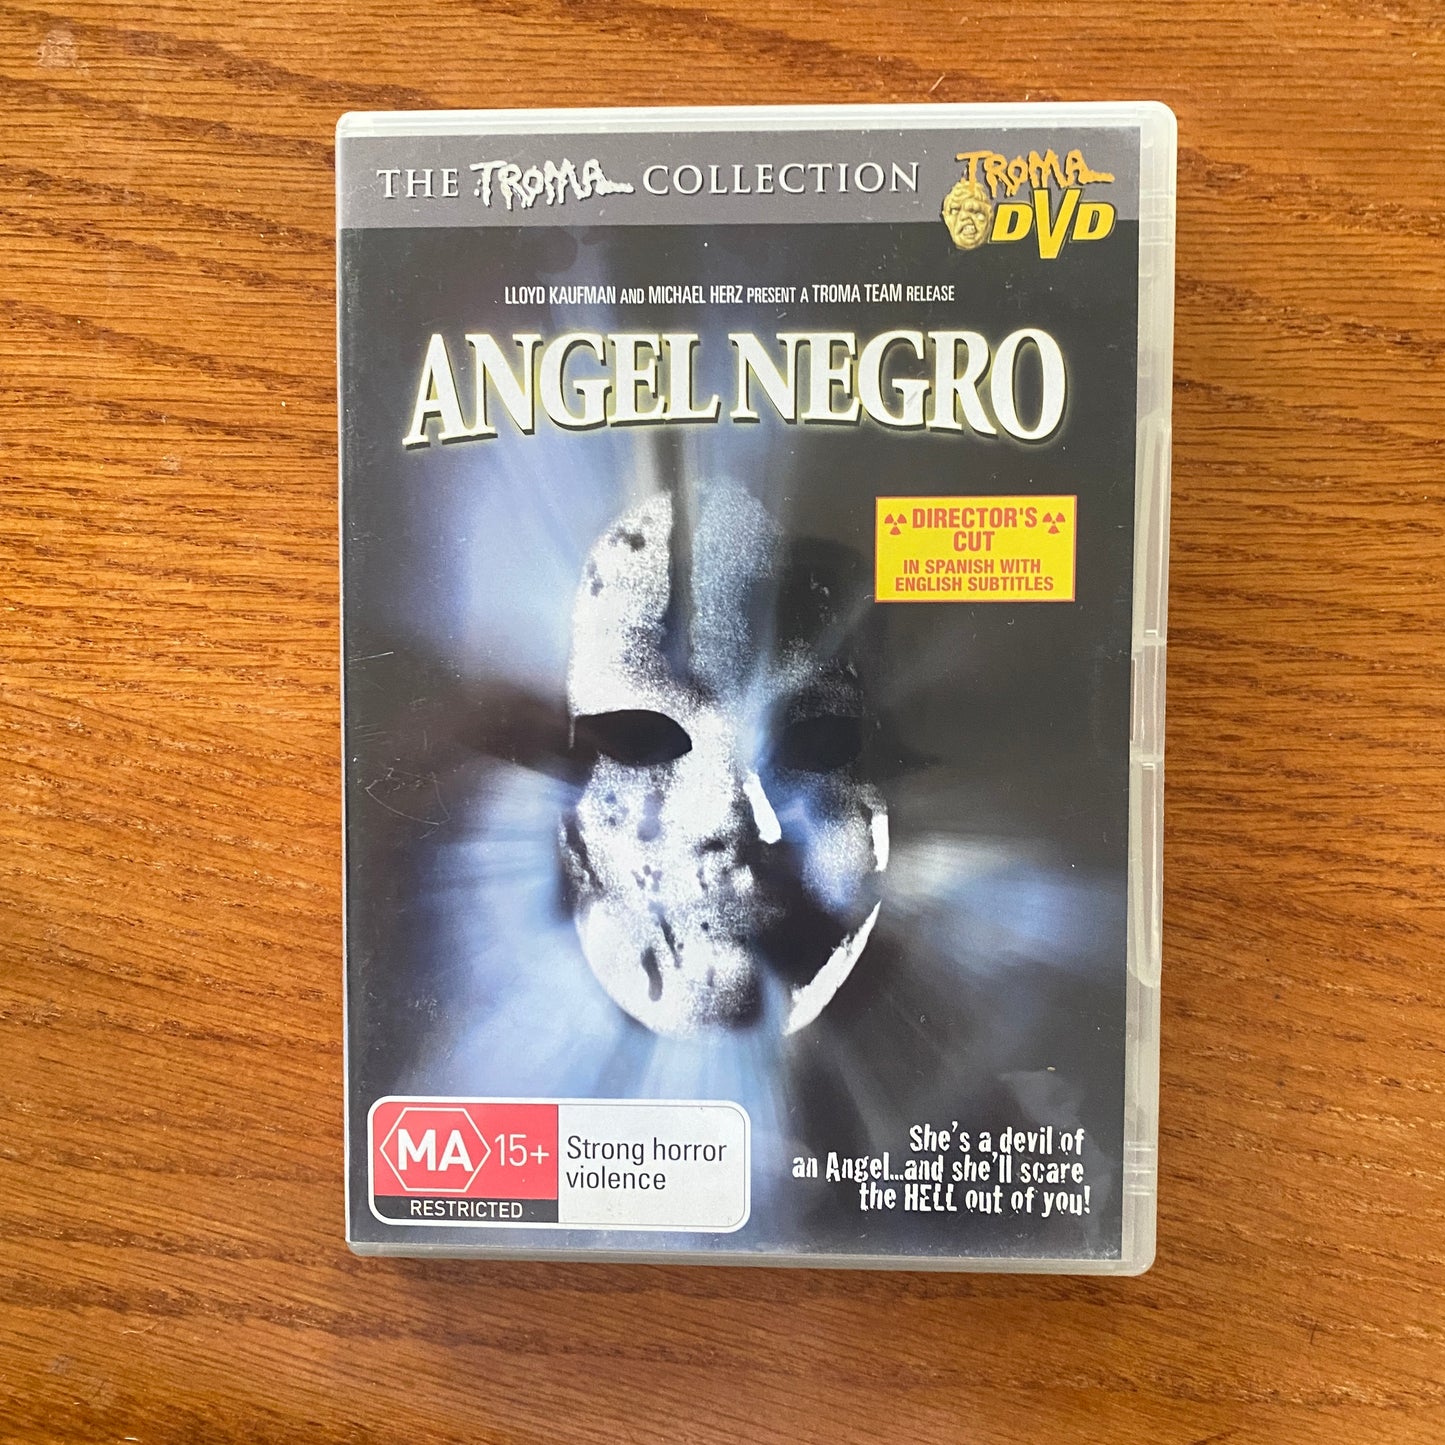 THE TROMA COLLECTION
TROMA
DVD
LLOYD KAUFMAN AND MICHAEL HERZ PRESENT A TROMA TEAM RELEASE
ANGEL NEGRO
DIRECTOR'S
CUT
IN SPANISH WITH
ENGLISH SUBTITLES
MA 15+
RESTRICTED
Strong horror
violence
She's a devil of
an Angel...and she'll scare
the HELL out of you!